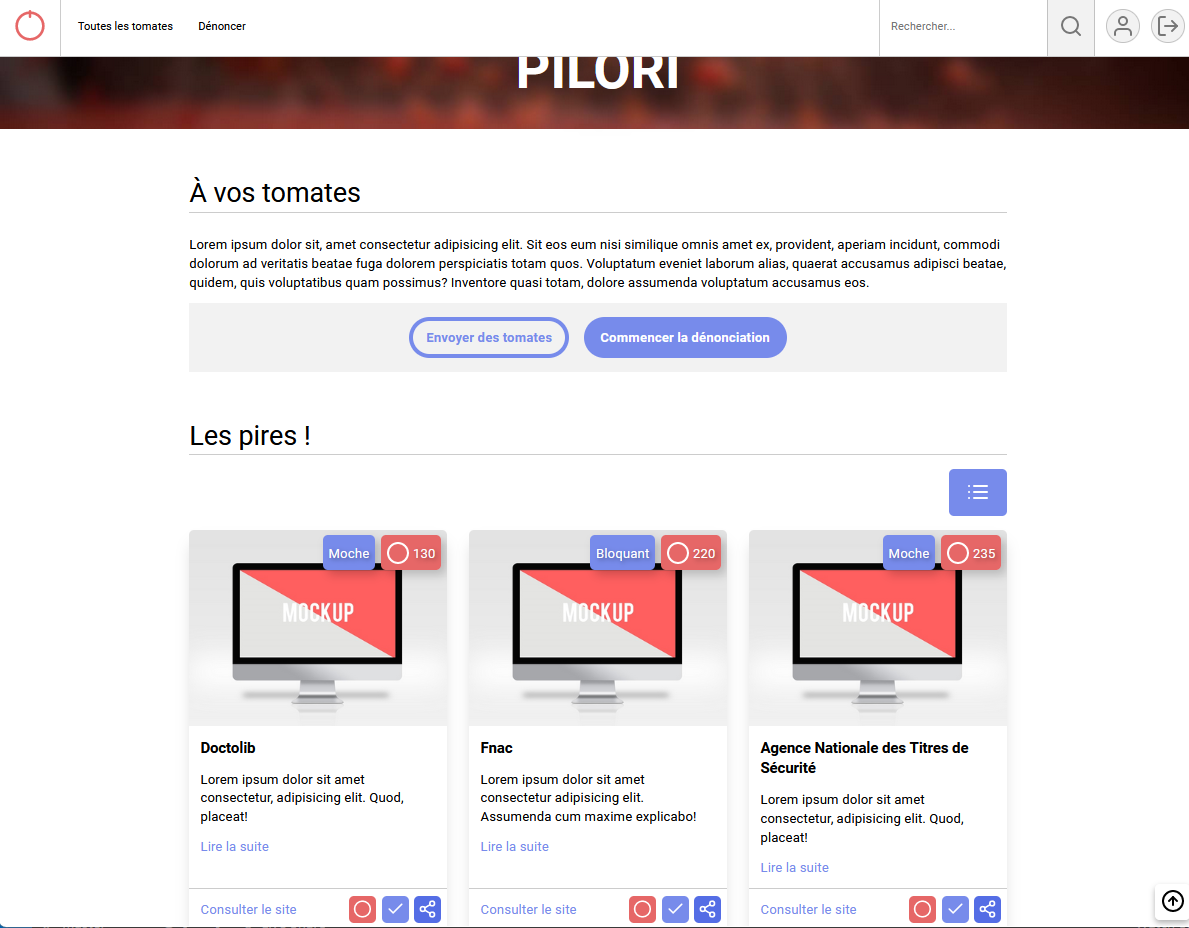 Toutes les tomates
Dénoncer
Rechercher...
PILORI
À vos tomates
Lorem ipsum dolor sit, amet consectetur adipisicing elit. Sit eos eum nisi similique omnis amet ex, provident, aperiam incidunt, commodi
dolorum ad veritatis beatae fuga dolorem perspiciatis totam quos. Voluptatum eveniet laborum alias, quaerat accusamus adipisci beatae,
quidem, quis voluptatibus quam possimus? Inventore quasi totam, dolore assumenda voluptatum accusamus eos.
Envoyer des tomates
Commencer la dénonciation
Les pires !
Moche
130
MOCKUP
Doctolib
Lorem ipsum dolor sit amet
consectetur, adipisicing elit. Quod,
placeat!
Lire la suite
Consulter le site
Bloquant
220
MOCKUP
Fnac
Lorem ipsum dolor sit amet
consectetur adipisicing elit.
Assumenda cum maxime explicabo!
Lire la suite
Consulter le site
Moche
235
MOCKUP
Agence Nationale des Titres de
Sécurité
Lorem ipsum dolor sit amet
consectetur, adipisicing elit. Quod,
placeat!
Lire la suite
Consulter le site